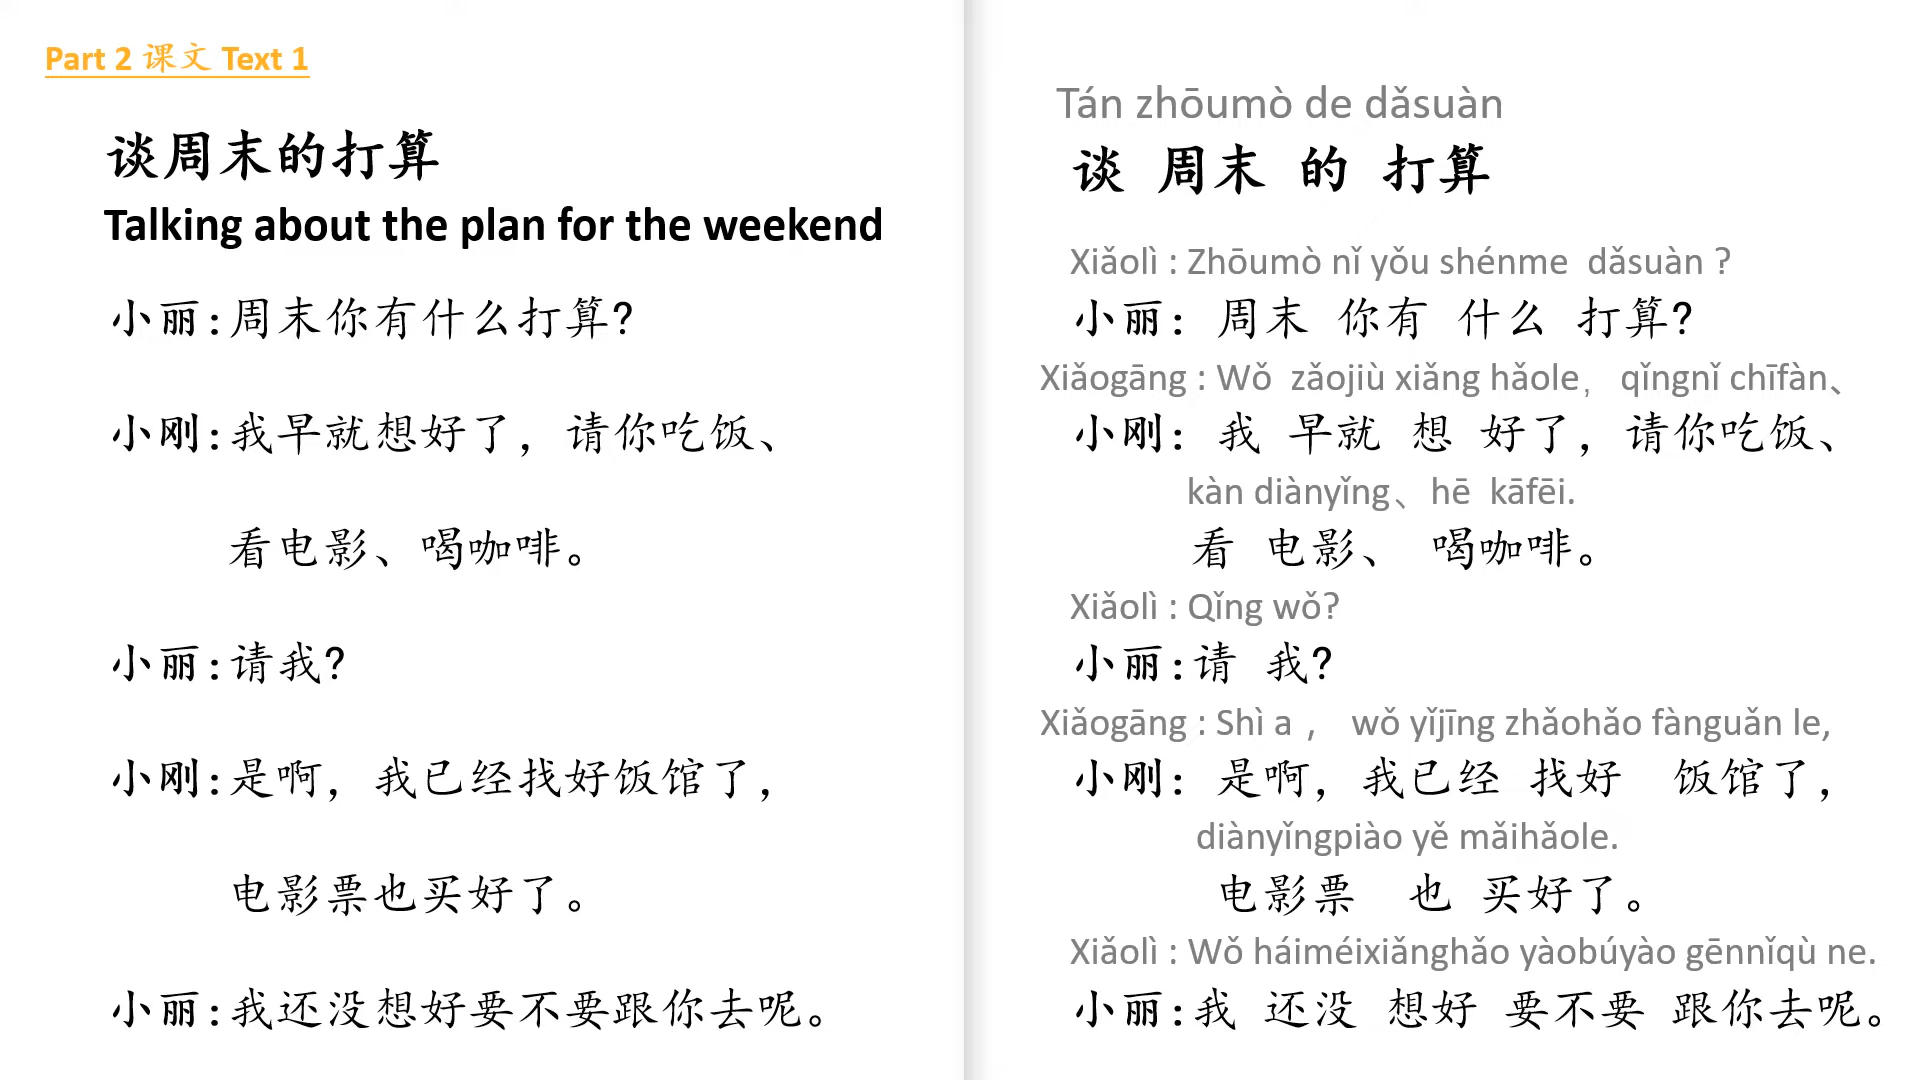 Part 2 课文 Text 1
谈周末的打算
Talking about the plan for the weekend
小丽:周末你有什么打算?
小刚:我早就想好了，请你吃饭、
看电影、喝咖啡。
小丽:请我?
小刚:是啊，我已经找好饭馆了，
电影票也买好了。
小丽:我还没想好要不要跟你去呢。
Tán zhōumò de dǎsuàn
谈 周末 的 打算
Xiǎolì : Zhōumò nǐ yǒu shénme dǎsuàn ?
小丽: 周末 你有 什么 打算?
Xiǎogāng : Wǒ zǎojiù xiǎng hǎole， qǐngnǐ chīfàn、
小刚: 我 早就 想 好了，请你吃饭、
kàn diànyǐng、hē kāfēi.
看 电影、 喝咖啡。
Xiǎolì : Qǐng wǒ?
小丽:请 我?
Xiǎogāng : Shì a ， wǒ yǐjīng zhǎohǎo fànguǎn le,
小刚: 是啊，我已经 找好 饭馆了，
diànyǐngpiào yě mǎihǎole.
电影票 也 买好了。
Xiǎolì : Wǒ háiméixiǎnghǎo yàobúyào gēnnǐqù ne.
小丽:我 还没 想好 要不要 跟你去呢。